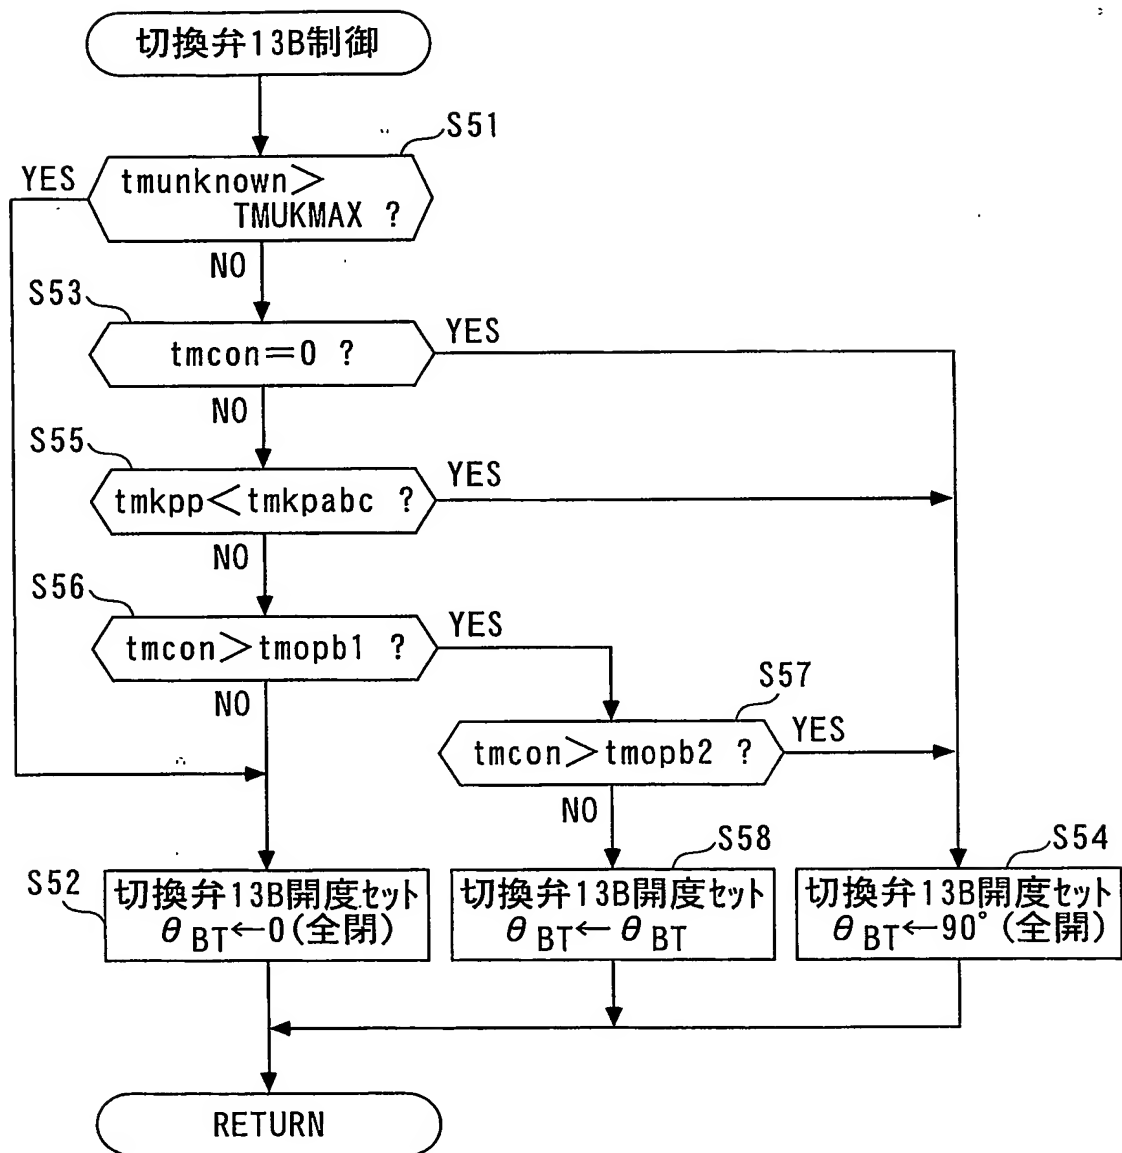 切換弁13B制御
S51
YES
tmunknown>
TMUKMAX ?
NO
S53
YES
tmcon=0 ?
NO
S55
YES
tmkpp<tmkpabc ?
NO
S56
YES
tmcon>tmopb1 ?
NO
S57
YES
tmcon>tmopb2 ?
NO
S52
切換弁13B開度セット
θBT←0(全閉)
S58
切換弁13B開度セット
θBT←θBT
S54
切換弁13B開度セット
θBT←90°(全開)
RETURN